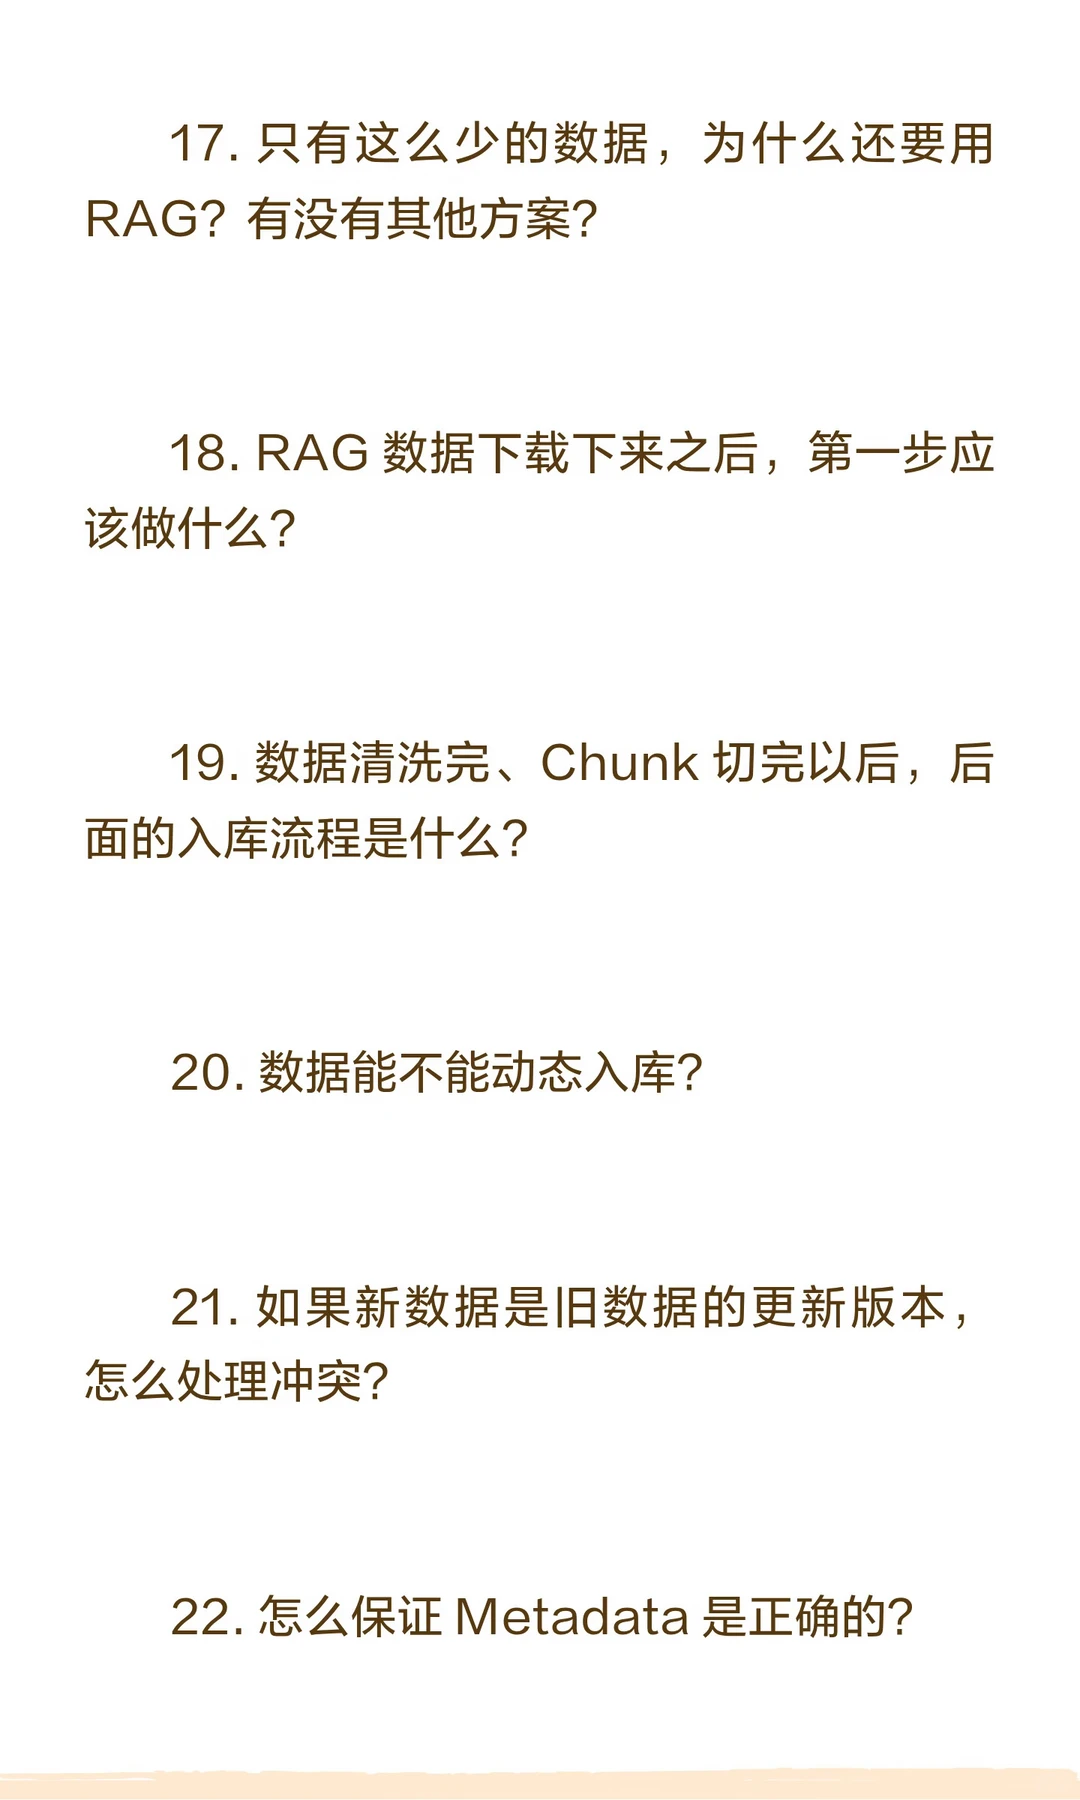 17. 只有这么少的数据，为什么还要用
RAG？有没有其他方案？
18. RAG 数据下载下来之后，第一步应
该做什么？
19. 数据清洗完、Chunk 切完以后，后
面的入库流程是什么？
20. 数据能不能动态入库？
21. 如果新数据是旧数据的更新版本，
怎么处理冲突？
22. 怎么保证 Metadata 是正确的？